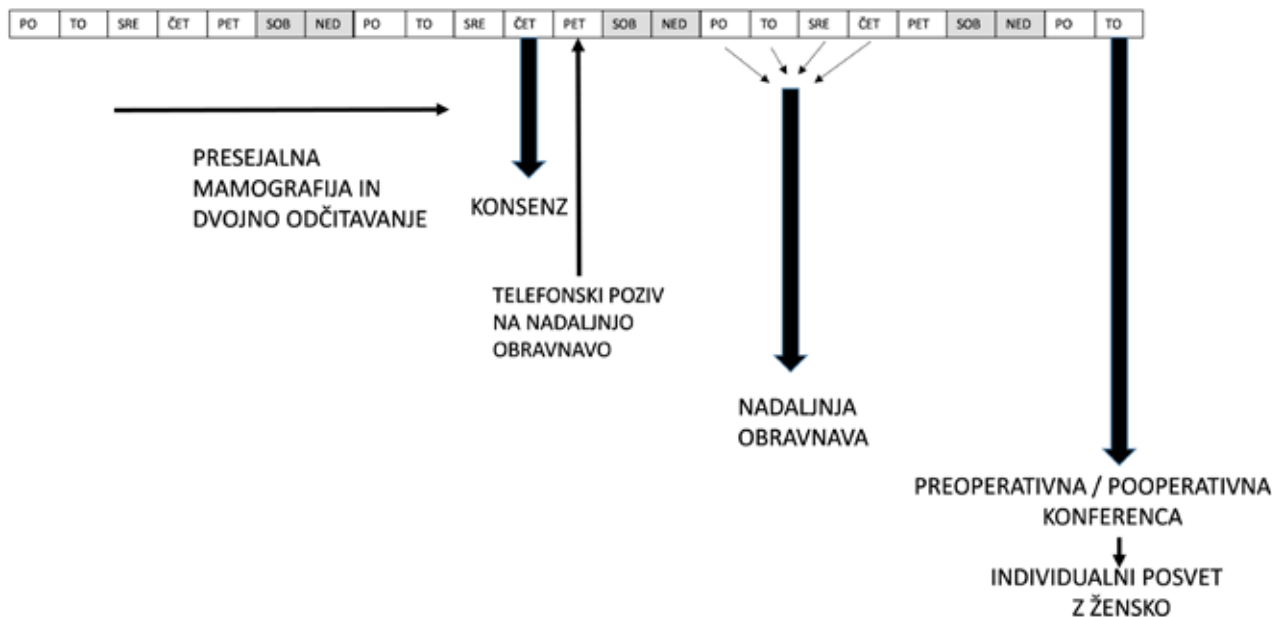 PO TO SRE ČET PET SOB NED PO TO SRE ČET PET SOB NED PO TO SRE ČET PET SOB NED PO TO
PRESEJALNA
MAMOGRAFIJA IN
DVOJNO ODČITAVANJE
KONSENZ
TELEFONSKI POZIV
NA NADALJNJO
OBRAVNAVO
NADALJNJA
OBRAVNAVA
PREOPERATIVNA / POOPERATIVNA
KONFERENCA
INDIVIDUALNI POSVET
Z ŽENSKO